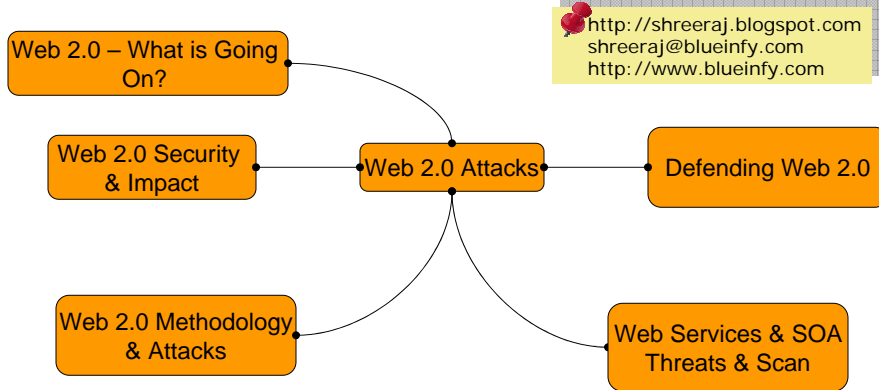 http://shreeraj.blogspot.com
shreeraj@blueinfy.com
http://www.blueinfy.com
Web 2.0 – What is Going
On?
Web 2.0 Security
& Impact
Web 2.0 Attacks
Defending Web 2.0
Web 2.0 Methodology
& Attacks
Web Services & SOA
Threats & Scan